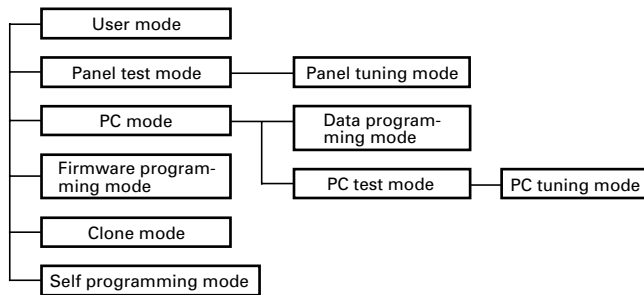 User mode
Panel test mode
Panel tuning mode
PC mode
Data program-
ming mode
Firmware program-
ming mode
PC test mode
PC tuning mode
Clone mode
Self programming mode